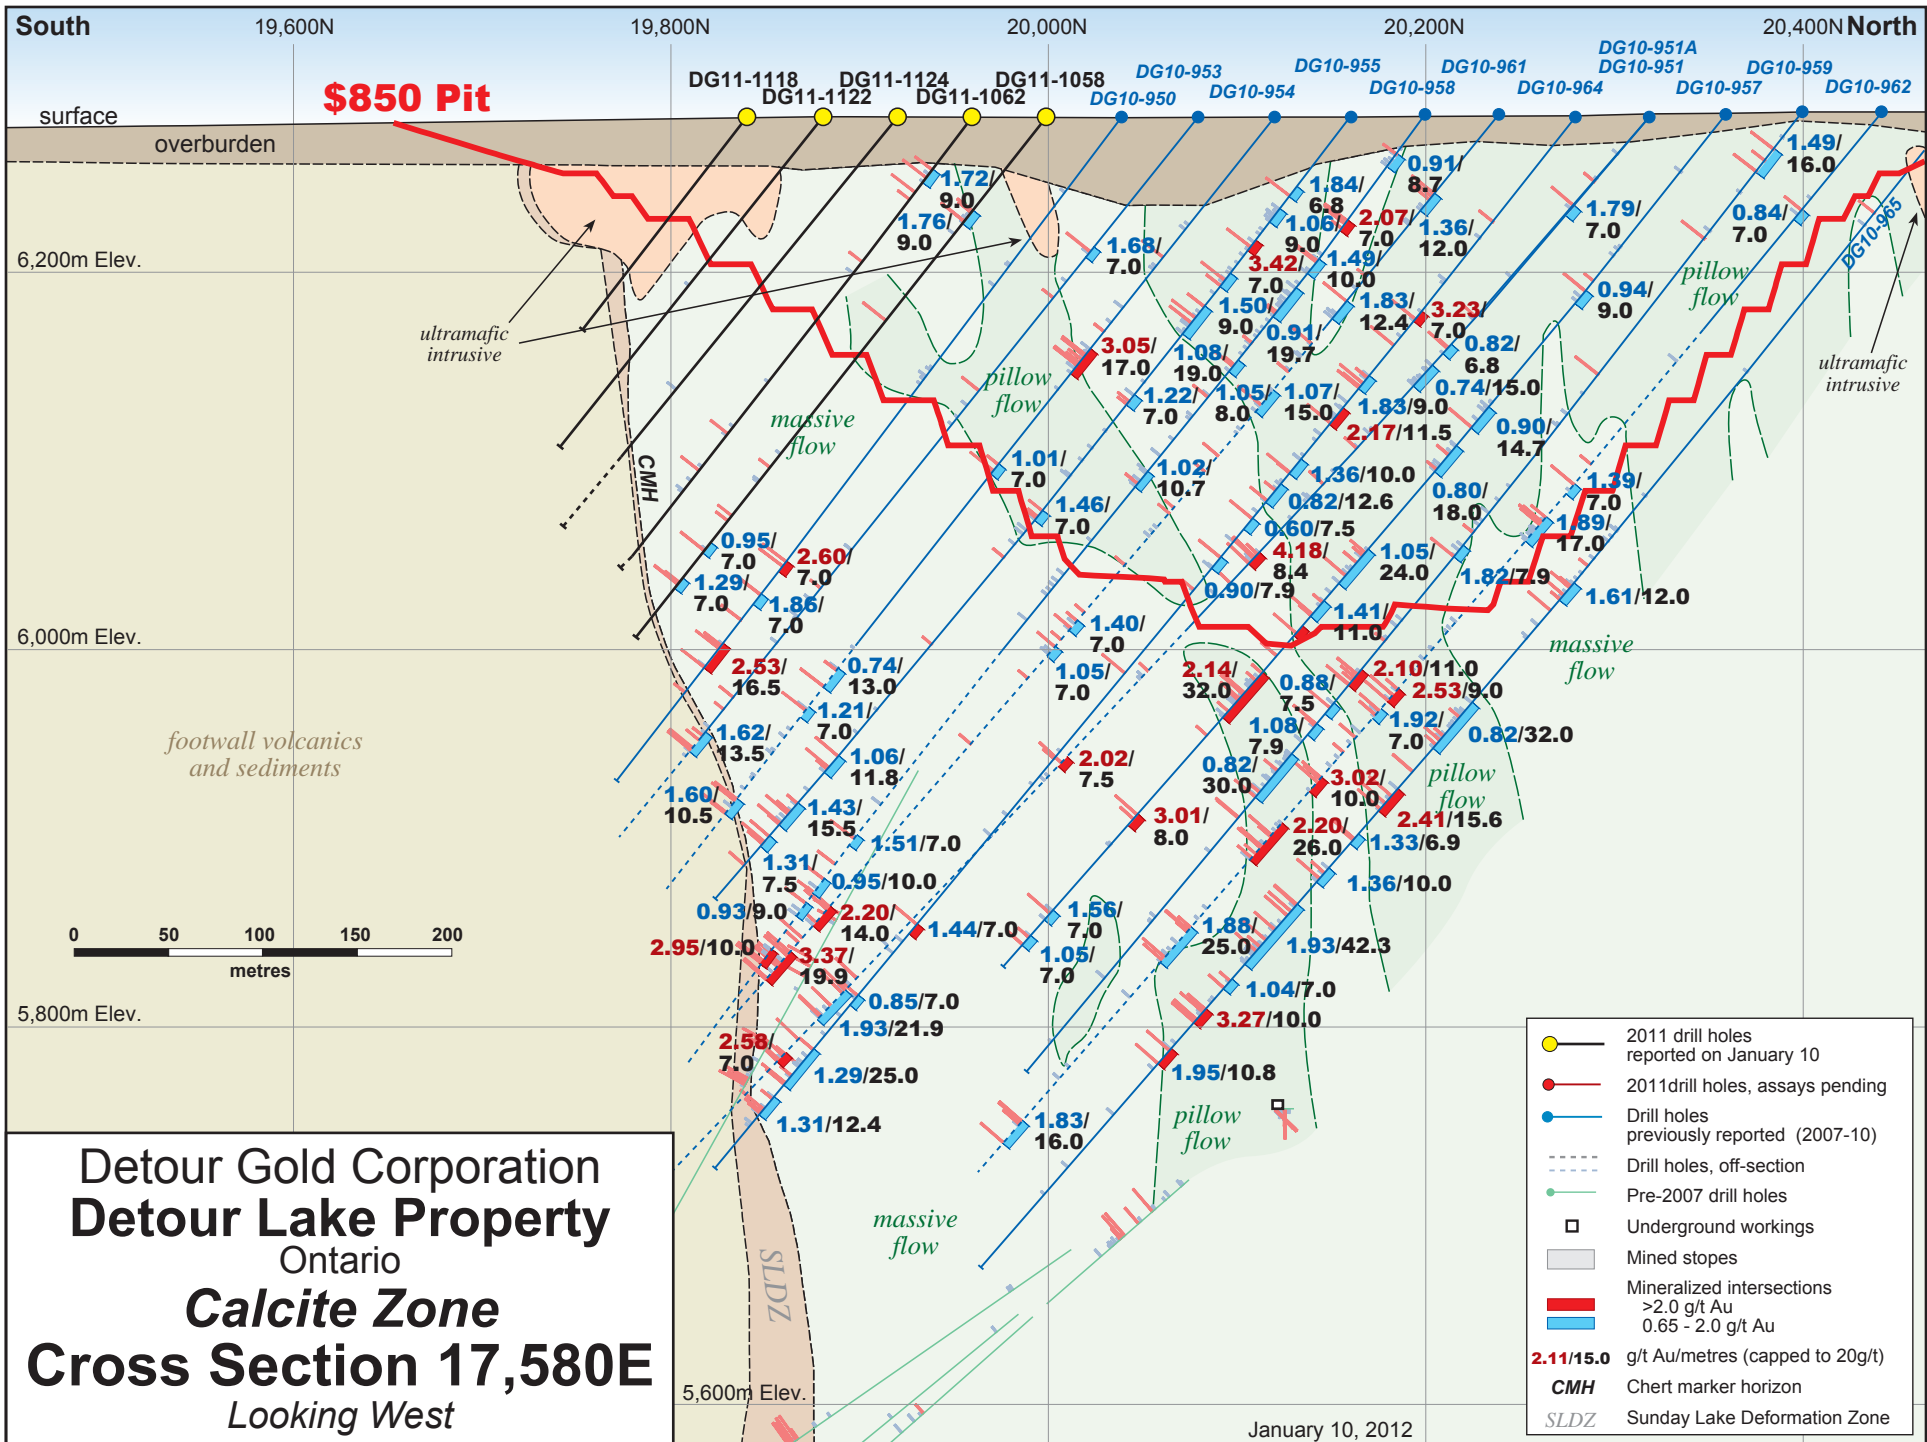 South
19,600N
19,800N
20,000N
20,200N
20,400N
North
DG11-1118
DG11-1124
DG11-1058
DG11-1122
DG11-1062
DG10-953
DG10-950
DG10-954
DG10-955
DG10-958
DG10-961
DG10-964
DG10-951A
DG10-951
DG10-957
DG10-959
DG10-962
DG10-965
$850 Pit
surface
overburden
6,200m Elev.
6,000m Elev.
5,800m Elev.
5,600m Elev.
ultramafic
intrusive
ultramafic
intrusive
massive
flow
pillow
flow
pillow
flow
massive
flow
pillow
flow
pillow
flow
massive
flow
footwall volcanics
and sediments
CMH
SLDZ
1.72/
9.0
1.76/
9.0
1.68/
7.0
1.84/
6.8
1.06/
9.0
2.07/
7.0
0.91/
8.7
1.36/
12.0
1.79/
7.0
1.49/
16.0
0.84/
7.0
3.42/
7.0
1.49/
10.0
1.50/
9.0
0.91/
19.7
1.83/
12.4
3.23/
7.0
0.94/
9.0
3.05/
17.0
1.08/
19.0
0.82/
6.8
1.22/
7.0
1.05/
8.0
1.07/
15.0
0.74/15.0
1.83/9.0
2.17/11.5
0.90/
14.7
1.01/
7.0
1.02/
10.7
1.36/10.0
0.82/12.6
0.80/
18.0
1.39/
7.0
1.46/
7.0
0.60/7.5
1.89/
17.0
0.95/
7.0
2.60/
7.0
4.18/
8.4
1.05/
24.0
1.29/
7.0
1.86/
7.0
0.90/7.9
1.82/7.9
1.61/12.0
1.40/
7.0
1.41/
11.0
2.53/
16.5
0.74/
13.0
1.05/
7.0
2.14/
32.0
0.88/
7.5
2.10/11.0
2.53/9.0
1.21/
7.0
1.62/
13.5
1.08/
7.9
1.92/
7.0
0.82/32.0
1.06/
11.8
2.02/
7.5
0.82/
30.0
3.02/
10.0
1.60/
10.5
1.43/
15.5
3.01/
8.0
2.20/
26.0
2.41/15.6
1.51/7.0
1.33/6.9
1.31/
7.5
0.95/10.0
1.36/10.0
0.93/9.0
2.20/
14.0
1.44/7.0
1.56/
7.0
1.88/
25.0
2.95/10.0
3.37/
19.9
1.05/
7.0
1.93/42.3
0.85/7.0
1.04/7.0
1.93/21.9
3.27/10.0
2.58/
7.0
1.29/25.0
1.95/10.8
1.31/12.4
1.83/
16.0
0
50
100
150
200
metres
Detour Gold Corporation
Detour Lake Property
Ontario
Calcite Zone
Cross Section 17,580E
Looking West
January 10, 2012
2011 drill holes
reported on January 10
2011drill holes, assays pending
Drill holes
previously reported (2007-10)
Drill holes, off-section
Pre-2007 drill holes
Underground workings
Mined stopes
Mineralized intersections
>2.0 g/t Au
0.65 - 2.0 g/t Au
2.11/15.0 g/t Au/metres (capped to 20g/t)
CMH Chert marker horizon
SLDZ Sunday Lake Deformation Zone